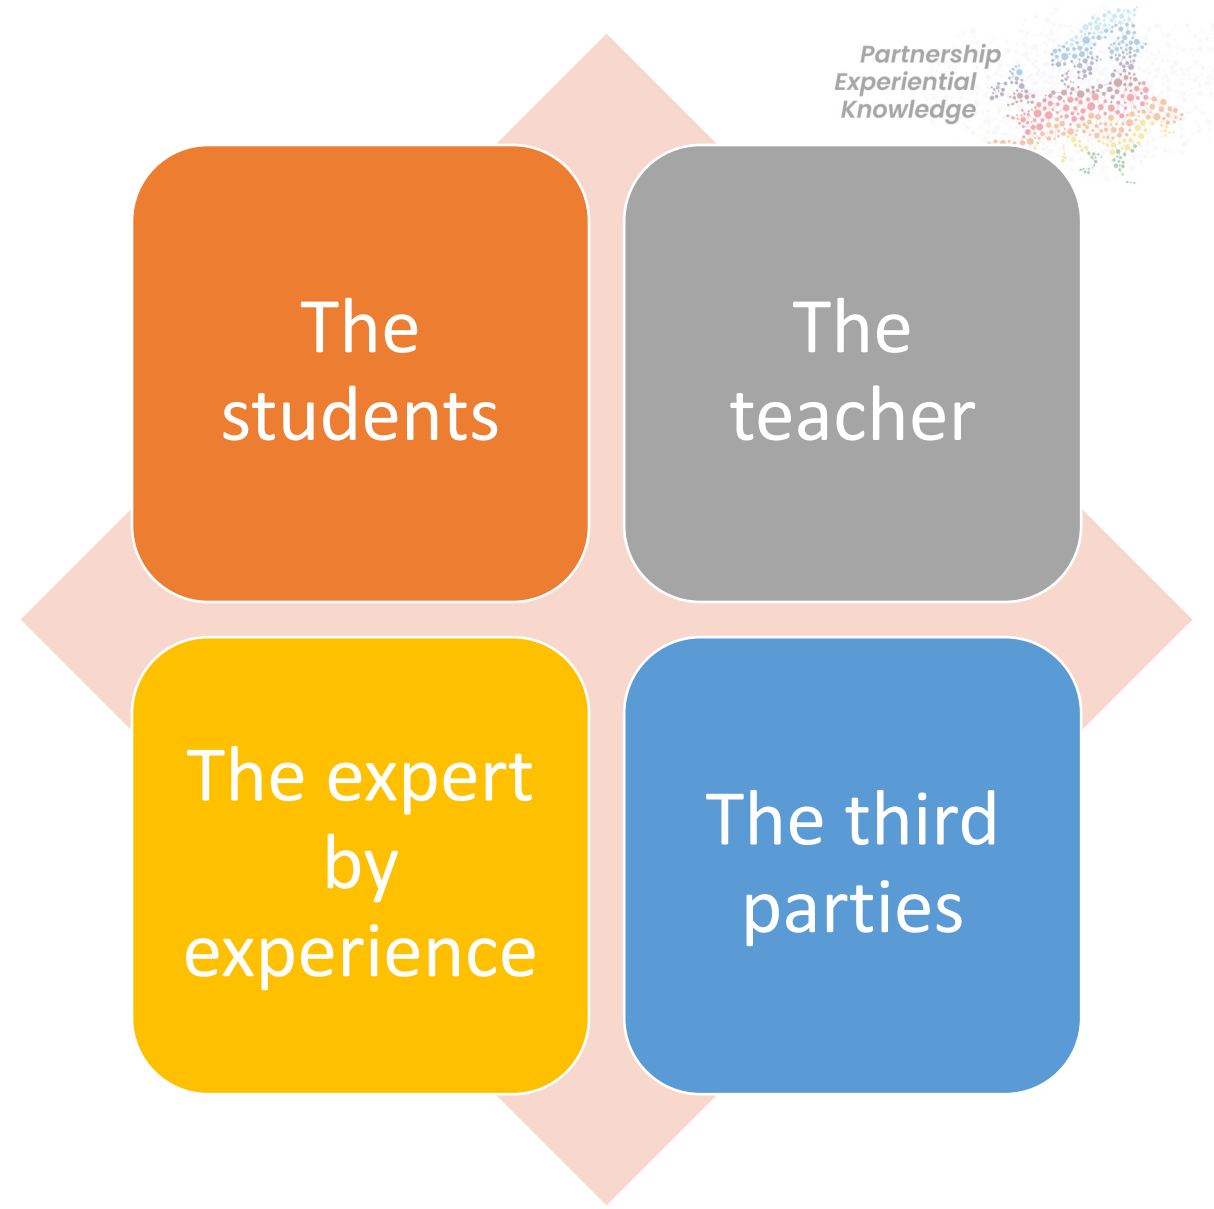 Partnership
Experiential
Knowledge
The
students
The
teacher
The expert
by
experience
The third
parties